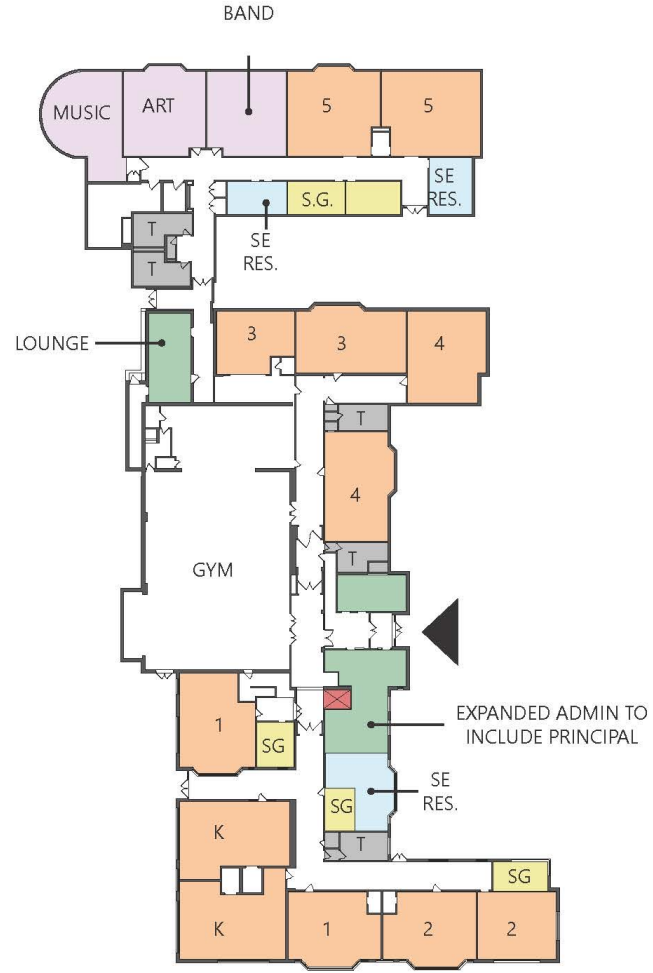 BAND
MUSIC
ART
5
5
SE
RES.
S.G.
SE
RES.
T
T
LOUNGE
3
3
4
T
4
T
GYM
1
SG
EXPANDED ADMIN TO
INCLUDE PRINCIPAL
SE
RES.
SG
K
T
SG
K
1
2
2